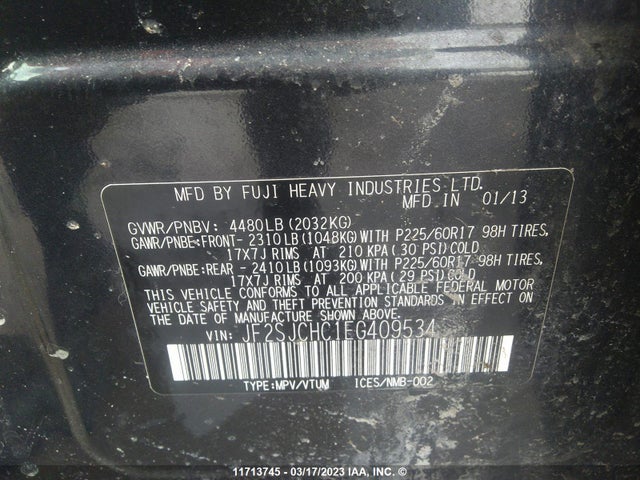 MFD BY FUJI HEAVY INDUSTRIES LTD.
MFD.IN 01/13
GVWR/PNBV: 4480LB (2032KG)
GAWR/PNBE:FRONT- 2310LB (1048KG) WITH P225/60R17 98H TIRES,
17X7J RIMS AT 210 KPA (30 PSI) COLD
GAWR/PNBE: REAR - 2410LB (1093KG) WITH P225/60R17 98H TIRES,
17X7J RIMS AT 200 KPA (29 PSI) COLD
THIS VEHICLE CONFORMS TO ALL APPLICABLE FEDERAL MOTOR
VEHICLE SAFETY AND THEFT PREVENTION STANDARDS IN EFFECT ON
THE DATE OF MANUFACTURE SHOWN ABOVE.
VIN: JF2SJCHC1EG409534
TYPE:MPV/VTUM ICES/NMB-002
11713745 - 03/17/2023 IAA, INC. ©